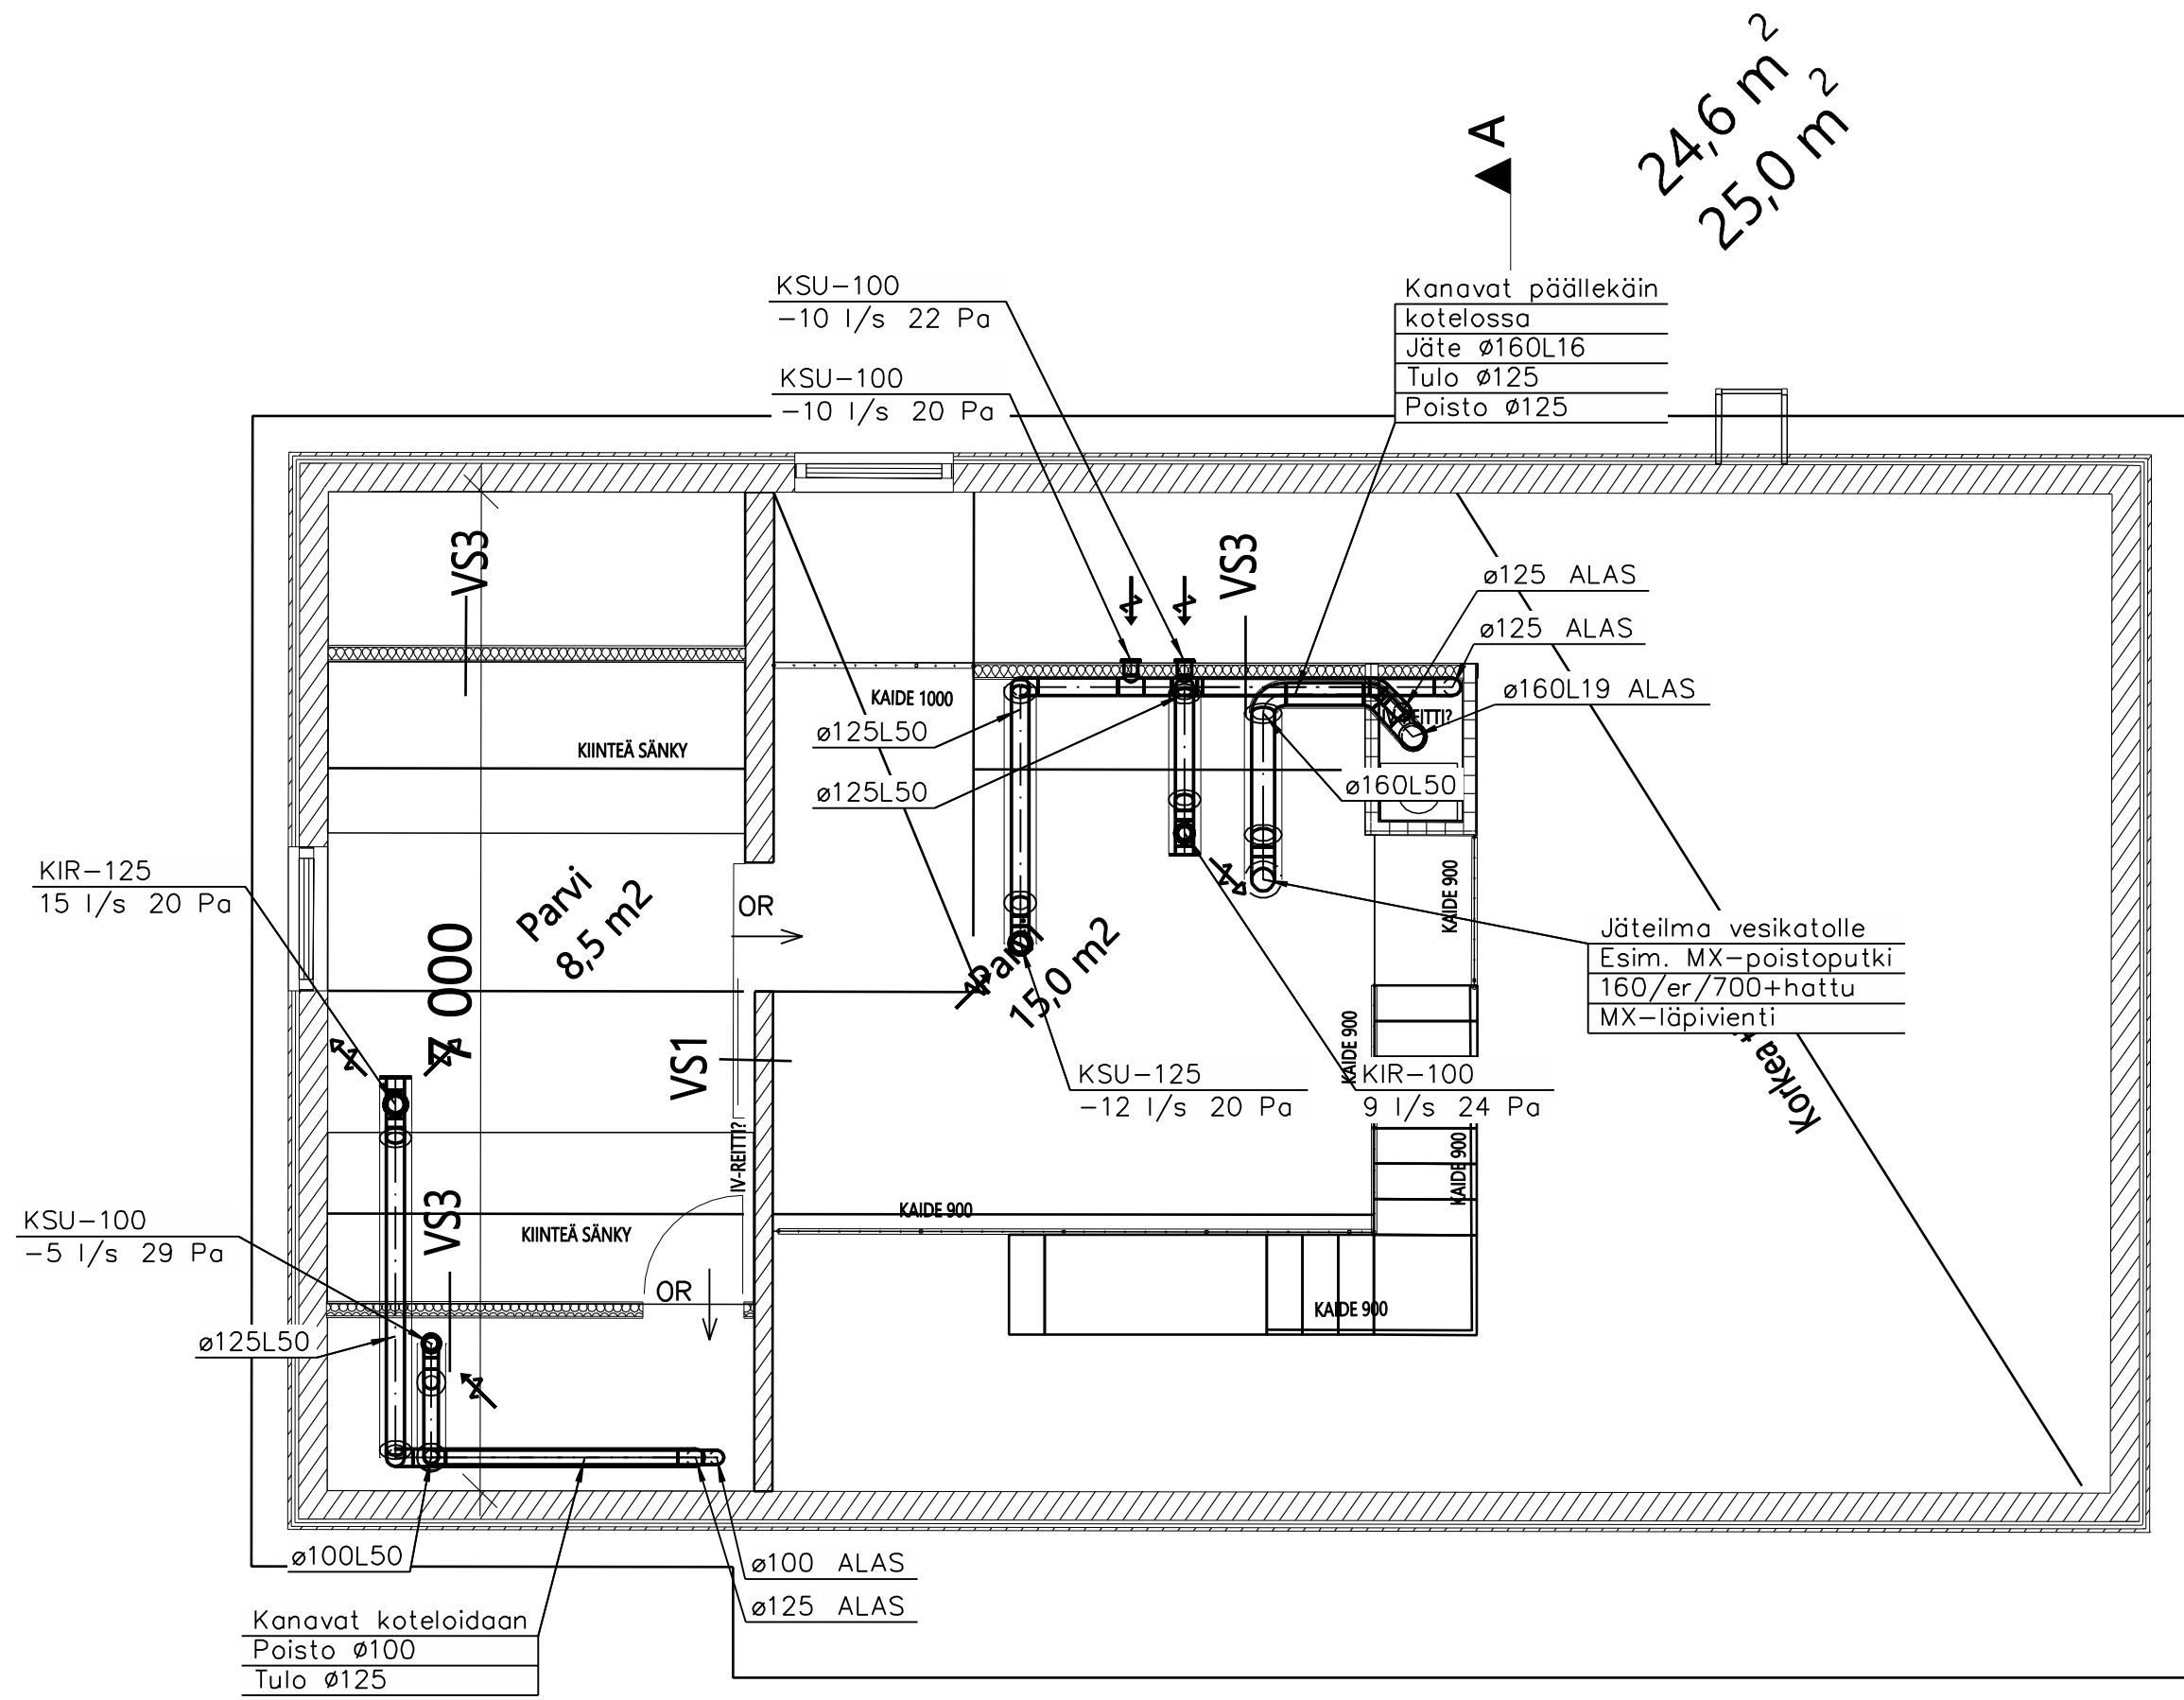 24,6 m²
25,0 m²
A
KSU-100
-10 l/s 22 Pa
KSU-100
-10 l/s 20 Pa
Kanavat päällekäin
kotelossa
Jäte ø160L16
Tulo ø125
Poisto ø125
VS3
VS3
ø125 ALAS
ø125 ALAS
ø160L19 ALAS
KAIDE 1000
ø125L50
KIINTEÄ SÄNKY
ø125L50
ø160L50
KIR-125
15 l/s 20 Pa
Parvi
8,5 m2
OR
7 000
Parvi
15,0 m2
KAIDE 900
Jäteilma vesikatolle
Esim. MX-poistoputki
160/er/700+hattu
MX-läpivienti
Korkea
VS1
KAIDE 900
KSU-125
-12 l/s 20 Pa
KIR-100
9 l/s 24 Pa
IV-REITTI?
KAIDE 900
KSU-100
-5 l/s 29 Pa
VS3
KIINTEÄ SÄNKY
KAIDE 900
OR
KAIDE 900
ø125L50
ø100L50
ø100 ALAS
ø125 ALAS
Kanavat koteloidaan
Poisto ø100
Tulo ø125